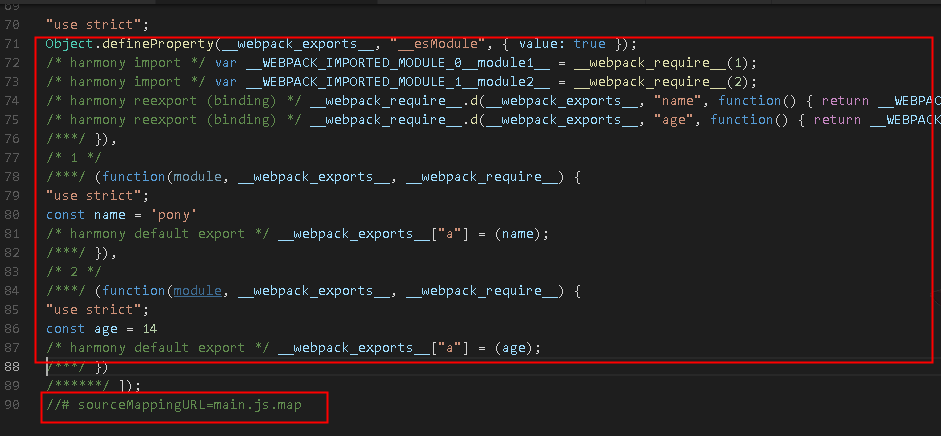 69
70 "use strict";
71 Object.defineProperty(__webpack_exports__, "__esModule", { value: true });
72 /* harmony import */ var __WEBPACK_IMPORTED_MODULE_0__module1__ = __webpack_require__(1);
73 /* harmony import */ var __WEBPACK_IMPORTED_MODULE_1__module2__ = __webpack_require__(2);
74 /* harmony reexport (binding) */ __webpack_require__.d(__webpack_exports__, "name", function() { return __WEBPA
75 /* harmony reexport (binding) */ __webpack_require__.d(__webpack_exports__, "age", function() { return __WEBPACK
76 /***/ }),
77 /* 1 */
78 /***/ (function(module, __webpack_exports__, __webpack_require__) {
79 "use strict";
80 const name = 'pony'
81 /* harmony default export */ __webpack_exports__["a"] = (name);
82 /***/ }),
83 /* 2 */
84 /***/ (function(module, __webpack_exports__, __webpack_require__) {
85 "use strict";
86 const age = 14
87 /* harmony default export */ __webpack_exports__["a"] = (age);
88 /***/ })
89 /******/ ]);
90 //# sourceMappingURL=main.js.map